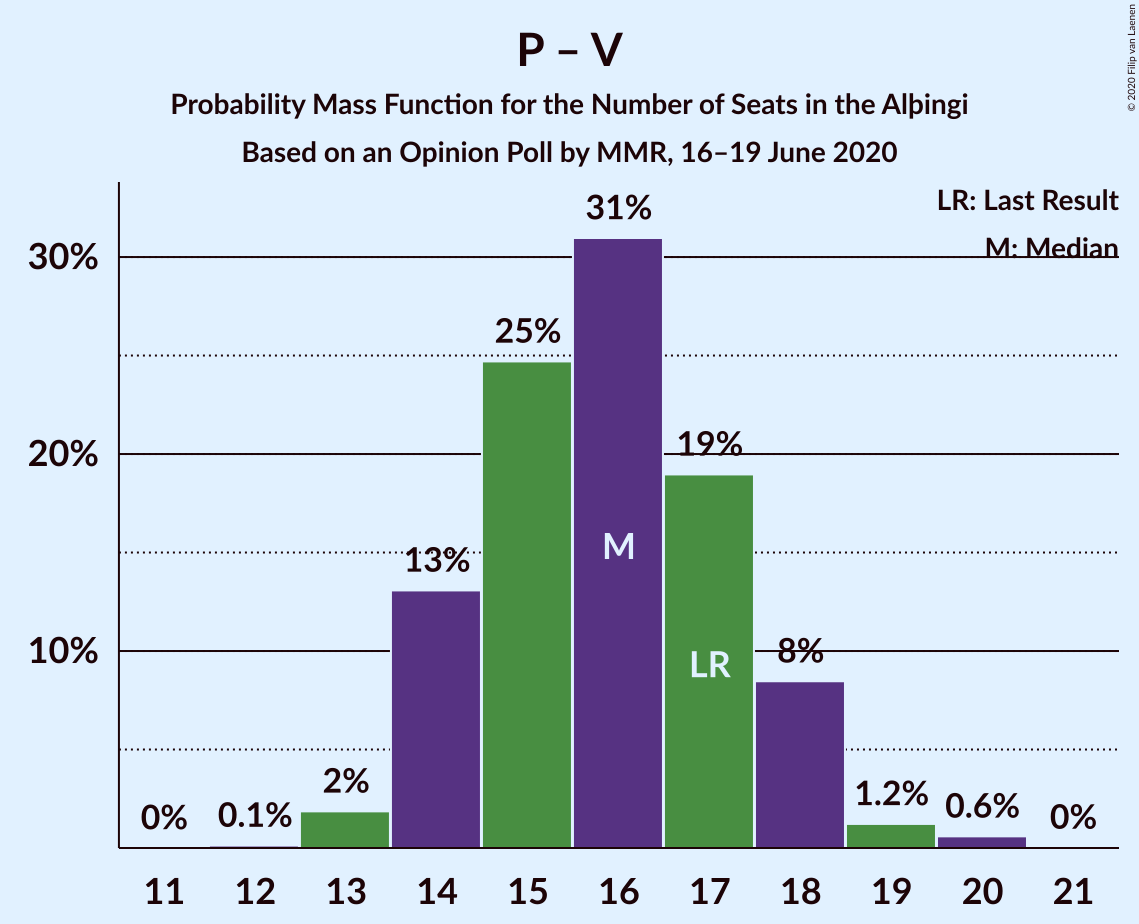 P – V
Probability Mass Function for the Number of Seats in the Alþingi
Based on an Opinion Poll by MMR, 16–19 June 2020
© 2020 Filip van Laenen
LR: Last Result
M: Median
30%
20%
10%
0%
0.1%
2%
13%
25%
31%
19%
8%
1.2%
0.6%
0%
M
LR
11 12 13 14 15 16 17 18 19 20 21